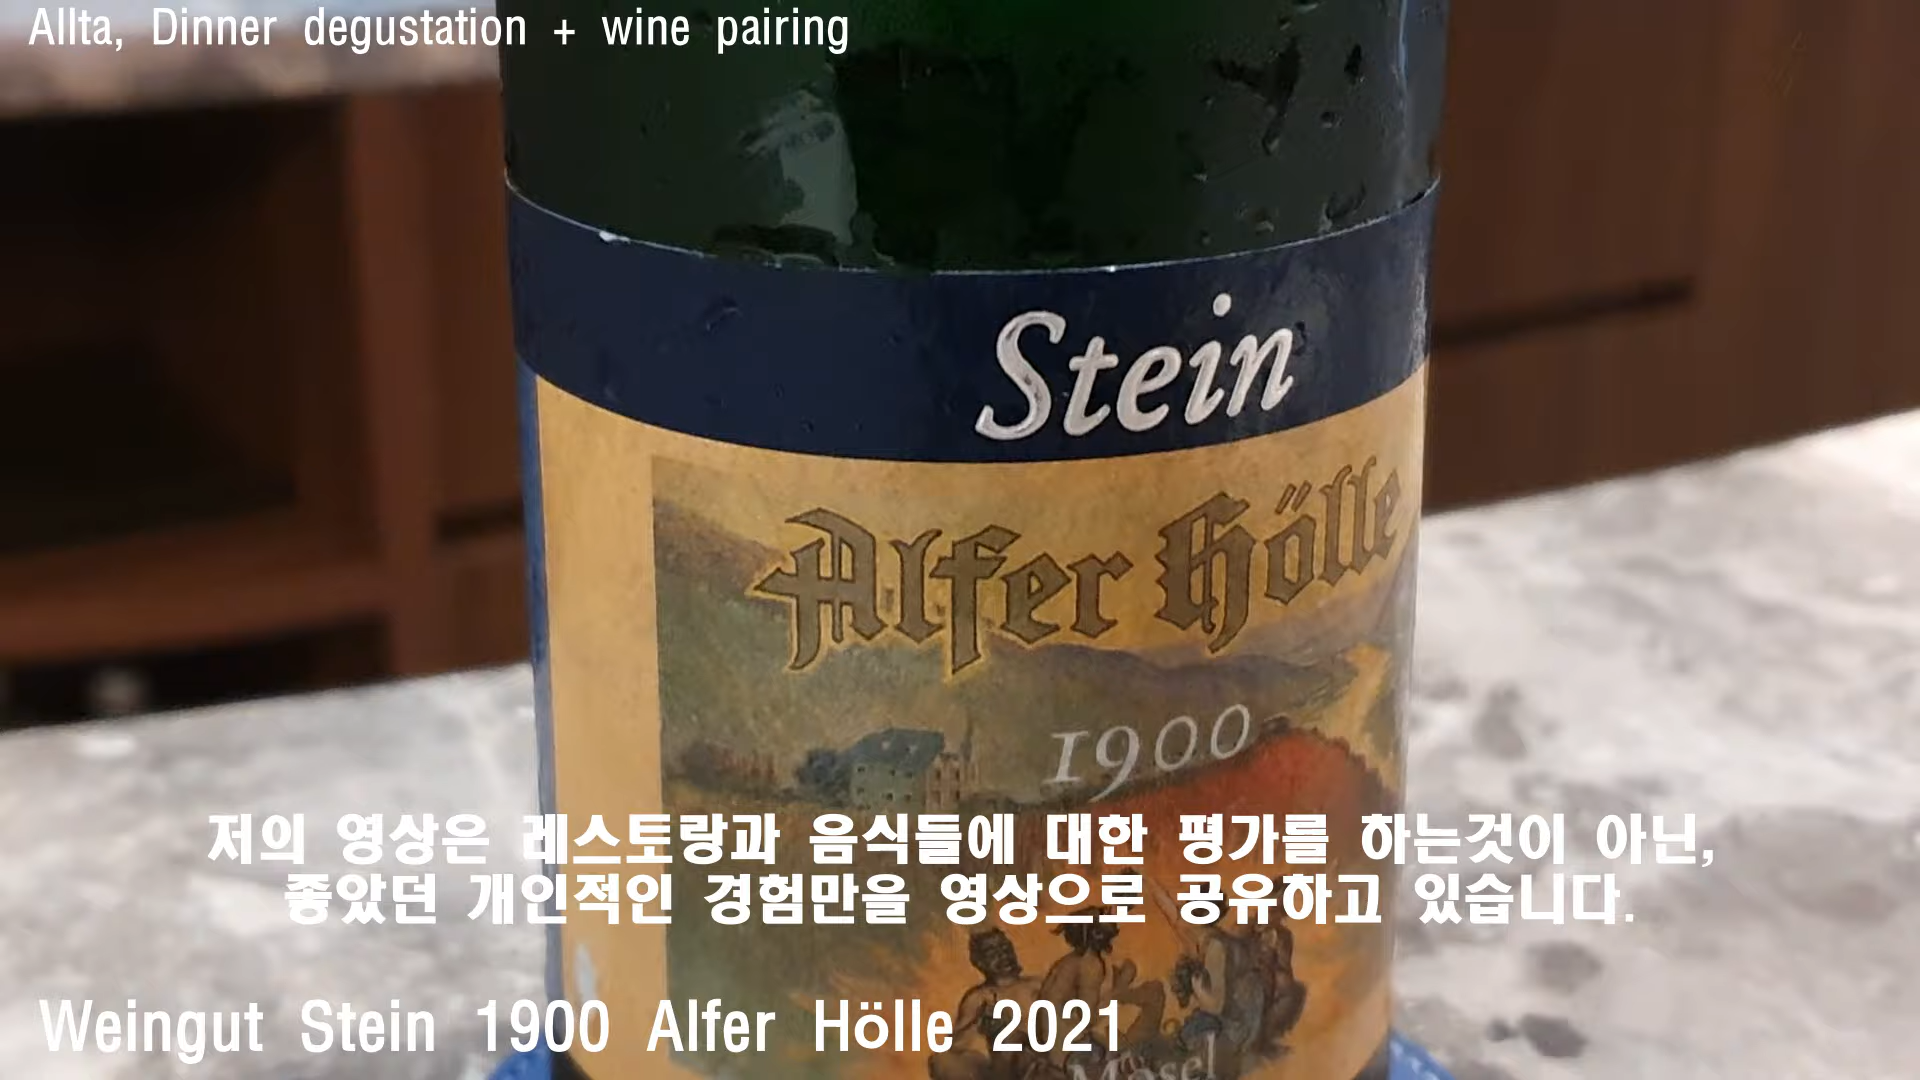 Allta, Dinner degustation + wine pairing
Stein
Alfer Hölle
1900
저의 영상은 레스토랑과 음식들에 대한 평가를 하는것이 아닌,
좋았던 개인적인 경험만을 영상으로 공유하고 있습니다.
Weingut Stein 1900 Alfer Hölle 2021
Mosel